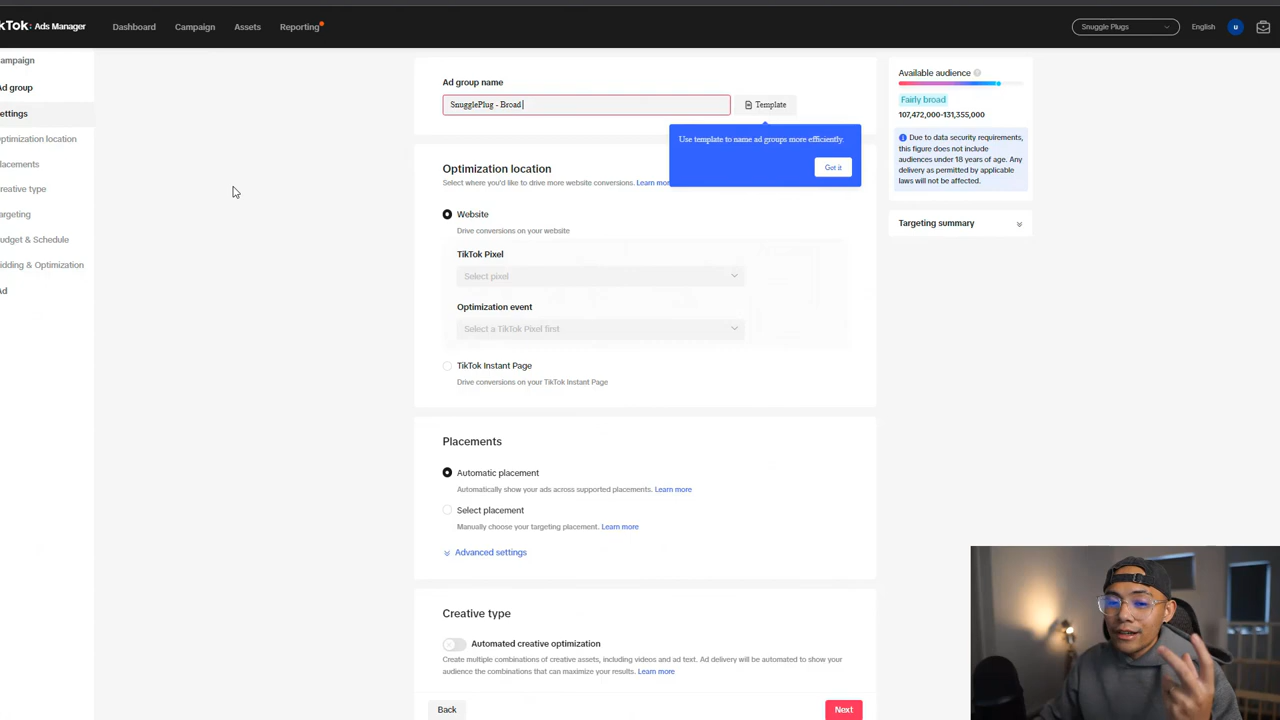 kTok: Ads Manager
Dashboard
Campaign
Assets
Reporting
Snuggle Plugs
English
u
ampaign
Ad group
ettings
ptimization location
lacements
reative type
argeting
udget & Schedule
idding & Optimization
Ad
Ad group name
SnugglePlug - Broad
Template
Use template to name ad groups more efficiently.
Got it
Optimization location
Select where you'd like to drive more website conversions. Learn mor
Website
Drive conversions on your website
TikTok Pixel
Select pixel
Optimization event
Select a TikTok Pixel first
TikTok Instant Page
Drive conversions on your TikTok Instant Page
Placements
Automatic placement
Automatically show your ads across supported placements. Learn more
Select placement
Manually choose your targeting placement. Learn more
Advanced settings
Creative type
Automated creative optimization
Create multiple combinations of creative assets, including videos and ad text. Ad delivery will be automated to show your
audience the combinations that can maximize your results. Learn more
Back
Next
Available audience
Fairly broad
107,472,000-131,355,000
Due to data security requirements,
this figure does not include
audiences under 18 years of age. Any
delivery as permitted by applicable
laws will not be affected.
Targeting summary